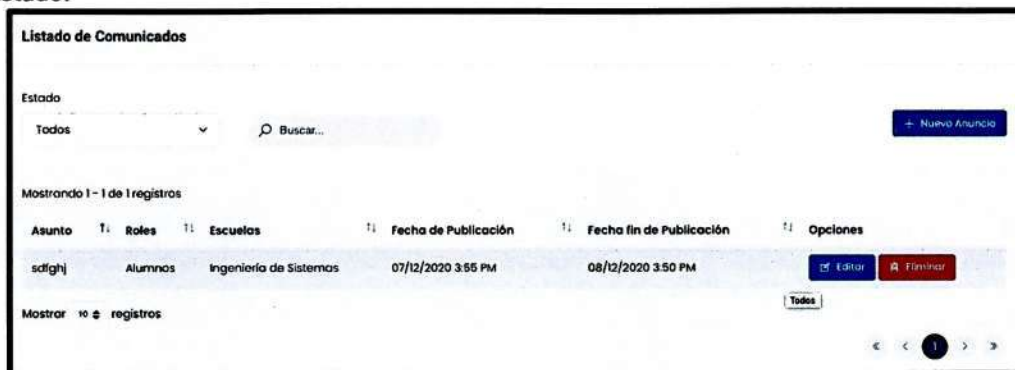 Listado de Comunicados
Estado
Todos
Buscar...
+ Nuevo Anuncio
Mostrando 1 - 1 de 1 registros
Asunto Roles Escuelas Fecha de Publicación Fecha fin de Publicación Opciones
sdfghj Alumnos Ingeniería de Sistemas 07/12/2020 3:55 PM 08/12/2020 3:50 PM Editar Eliminar
Todos
Mostrar 10 registros
« < 1 > »